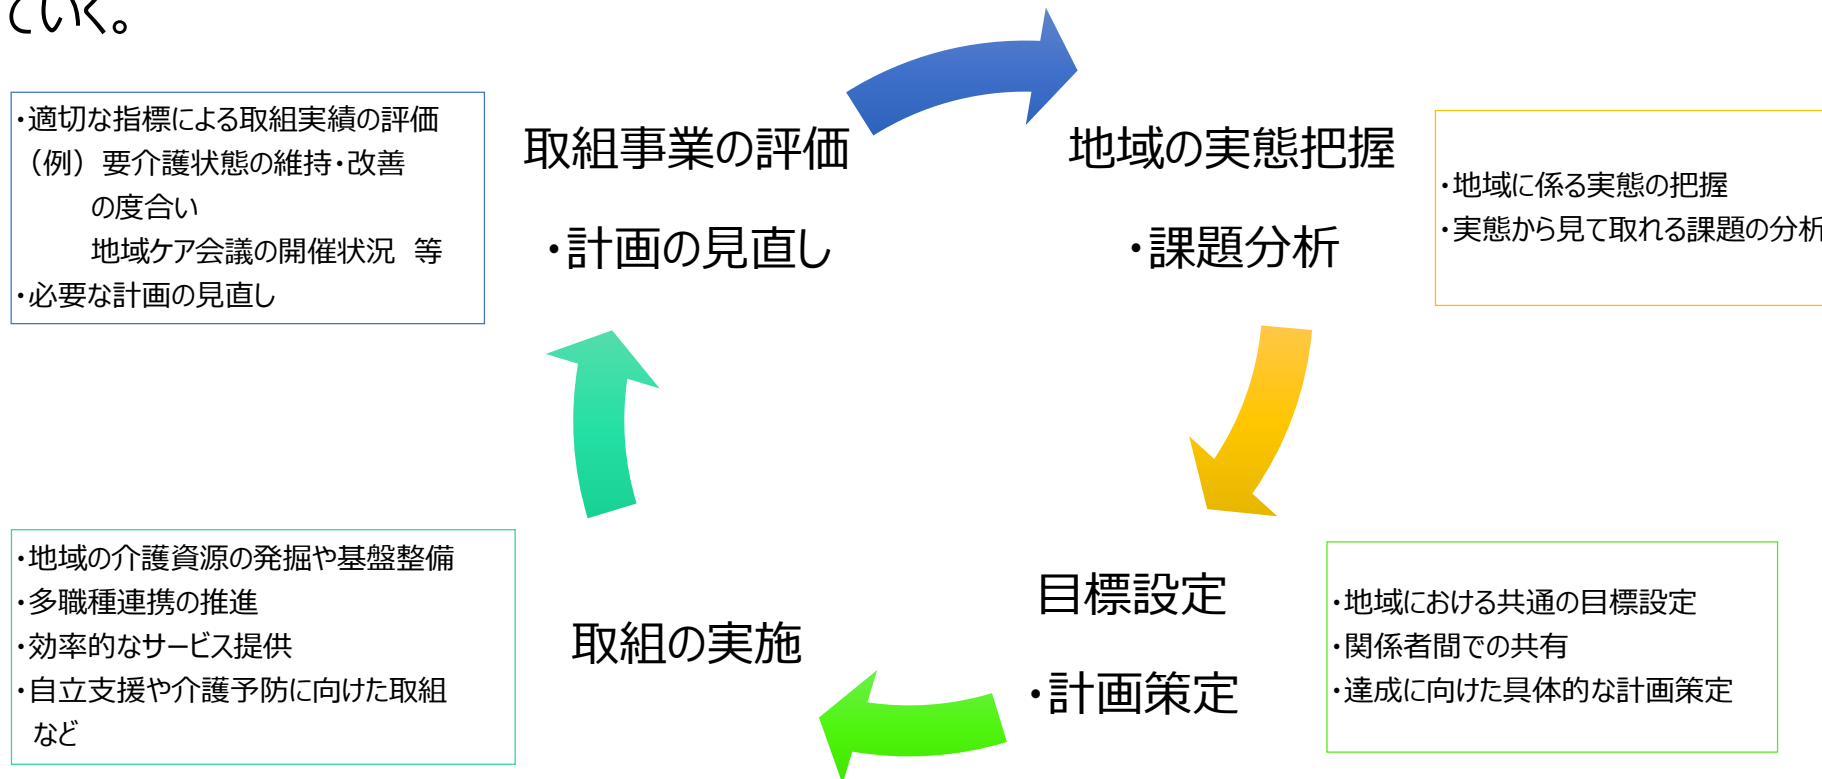 ていく。
・適切な指標による取組実績の評価
（例）要介護状態の維持・改善
の度合い
地域ケア会議の開催状況　等
・必要な計画の見直し
取組事業の評価
・計画の見直し
地域の実態把握
・課題分析
・地域に係る実態の把握
・実態から見て取れる課題の分析
・地域の介護資源の発掘や基盤整備
・多職種連携の推進
・効率的なサービス提供
・自立支援や介護予防に向けた取組
など
取組の実施
目標設定
・計画策定
・地域における共通の目標設定
・関係者間での共有
・達成に向けた具体的な計画策定